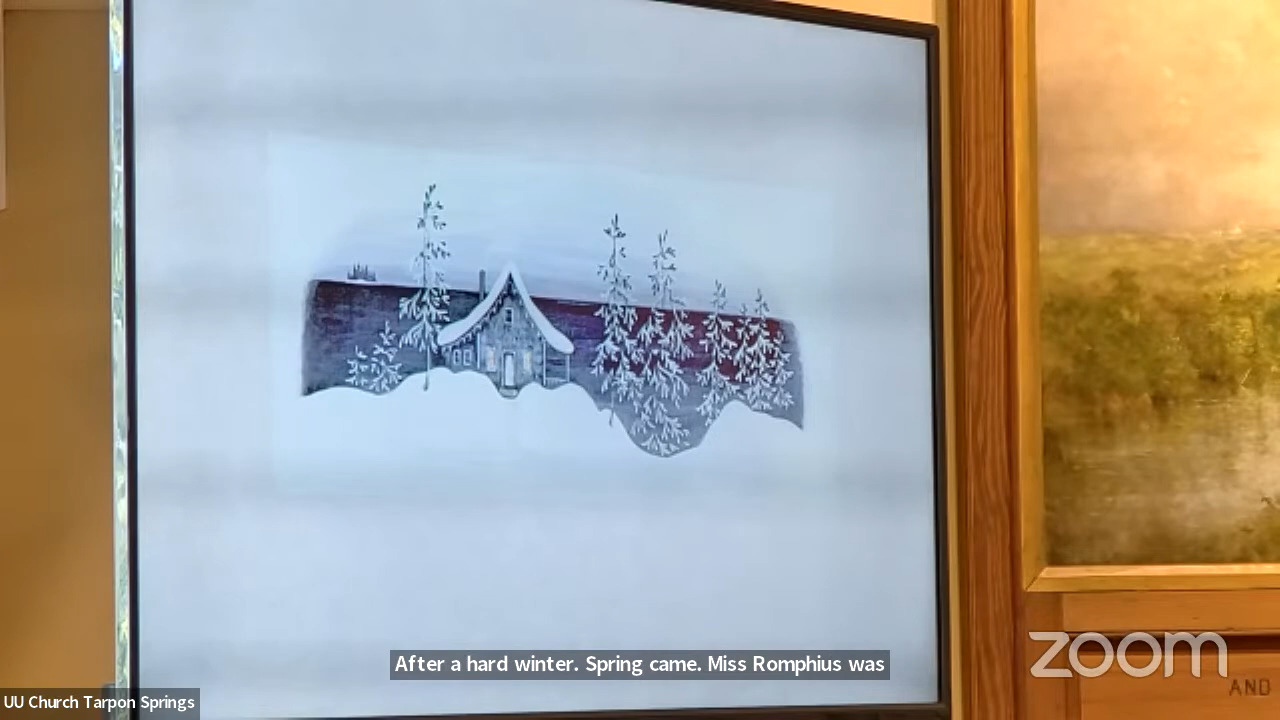 After a hard winter. Spring came. Miss Romphius was
UU Church Tarpon Springs
zoom
AND